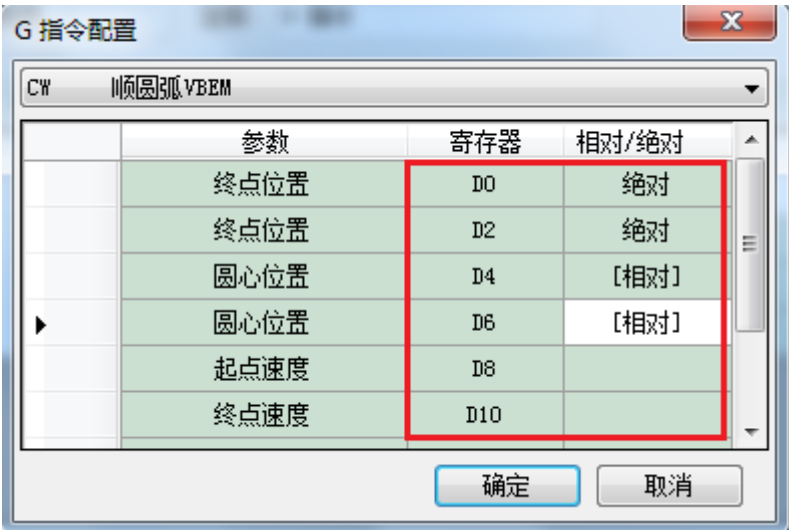 G 指令配置
CW 顺圆弧VBEM
参数 寄存器 相对/绝对
终点位置 D0 绝对
终点位置 D2 绝对
圆心位置 D4 [相对]
圆心位置 D6 [相对]
起点速度 D8
终点速度 D10
确定 取消